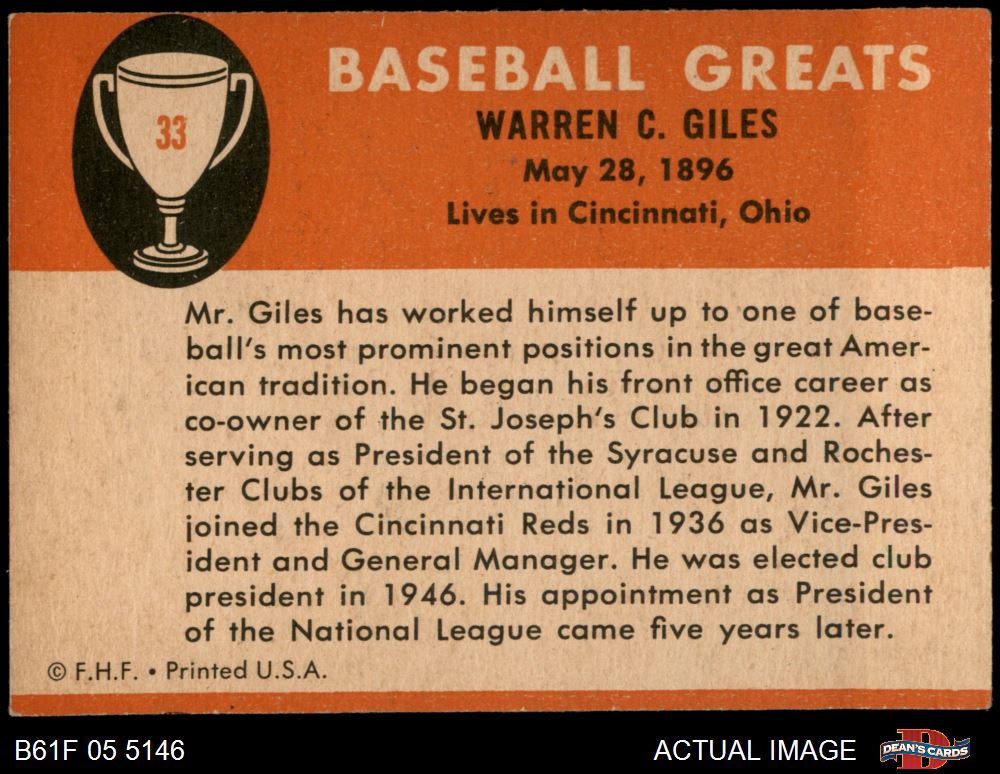 33
BASEBALL GREATS
WARREN C. GILES
May 28, 1896
Lives in Cincinnati, Ohio
Mr. Giles has worked himself up to one of base-
ball's most prominent positions in the great Amer-
ican tradition. He began his front office career as
co-owner of the St. Joseph's Club in 1922. After
serving as President of the Syracuse and Roches-
ter Clubs of the International League, Mr. Giles
joined the Cincinnati Reds in 1936 as Vice-Pres-
ident and General Manager. He was elected club
president in 1946. His appointment as President
of the National League came five years later.
© F.H.F. • Printed U.S.A.
B61F 05 5146
ACTUAL IMAGE
DEAN'S CARDS